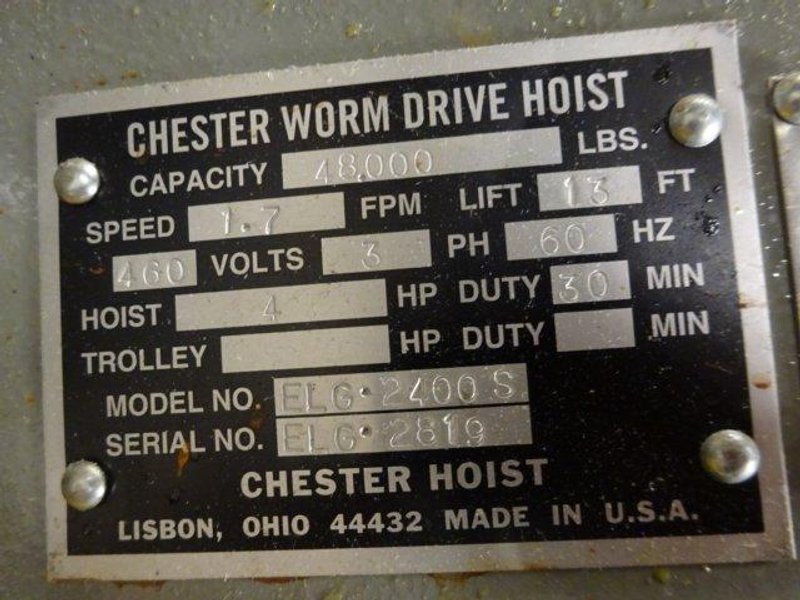 CHESTER WORM DRIVE HOIST
CAPACITY 48,000 LBS.
SPEED 1.7 FPM LIFT 13 FT
460 VOLTS 3 PH 60 HZ
HOIST 4 HP DUTY 30 MIN
TROLLEY HP DUTY MIN
MODEL NO. ELG-2400 S
SERIAL NO. ELG-2819
CHESTER HOIST
LISBON, OHIO 44432 MADE IN U.S.A.